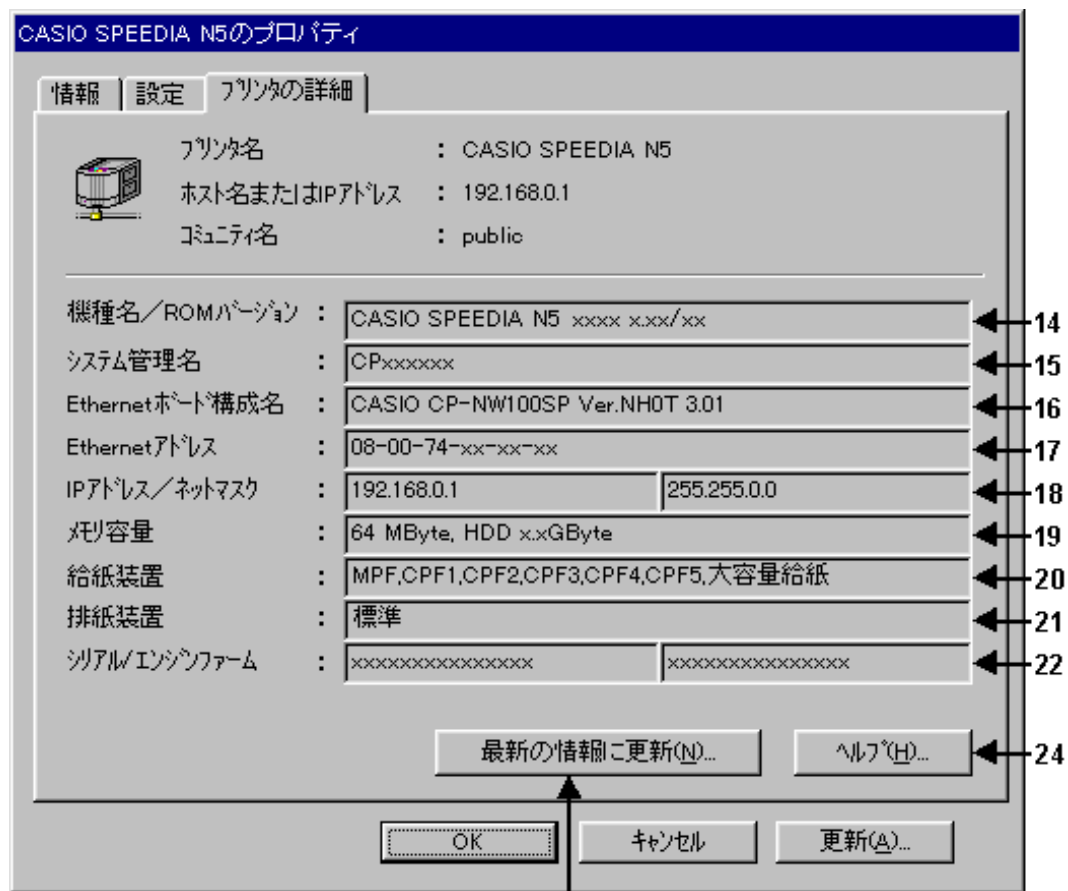 CASIO SPEEDIA N5のプロパティ
情報 設定 プリンタの詳細
プリンタ名 : CASIO SPEEDIA N5
ホスト名またはIPアドレス : 192.168.0.1
コミュニティ名 : public
機種名/ROMバージョン : CASIO SPEEDIA N5 xxxx x.xx/xx 14
システム管理名 : CPxxxxxx 15
Ethernetボード構成名 : CASIO CP-NW100SP Ver.NH0T 3.01 16
Ethernetアドレス : 08-00-74-xx-xx-xx 17
IPアドレス/ネットマスク : 192.168.0.1 255.255.0.0 18
メモリ容量 : 64 MByte, HDD x.xGByte 19
給紙装置 : MPF,CPF1,CPF2,CPF3,CPF4,CPF5,大容量給紙 20
排紙装置 : 標準 21
シリアル/エンジンファーム : xxxxxxxxxxxxxxx xxxxxxxxxxxxxxx 22
最新の情報に更新(N)... ヘルプ(H)... 24
OK キャンセル 更新(A)...